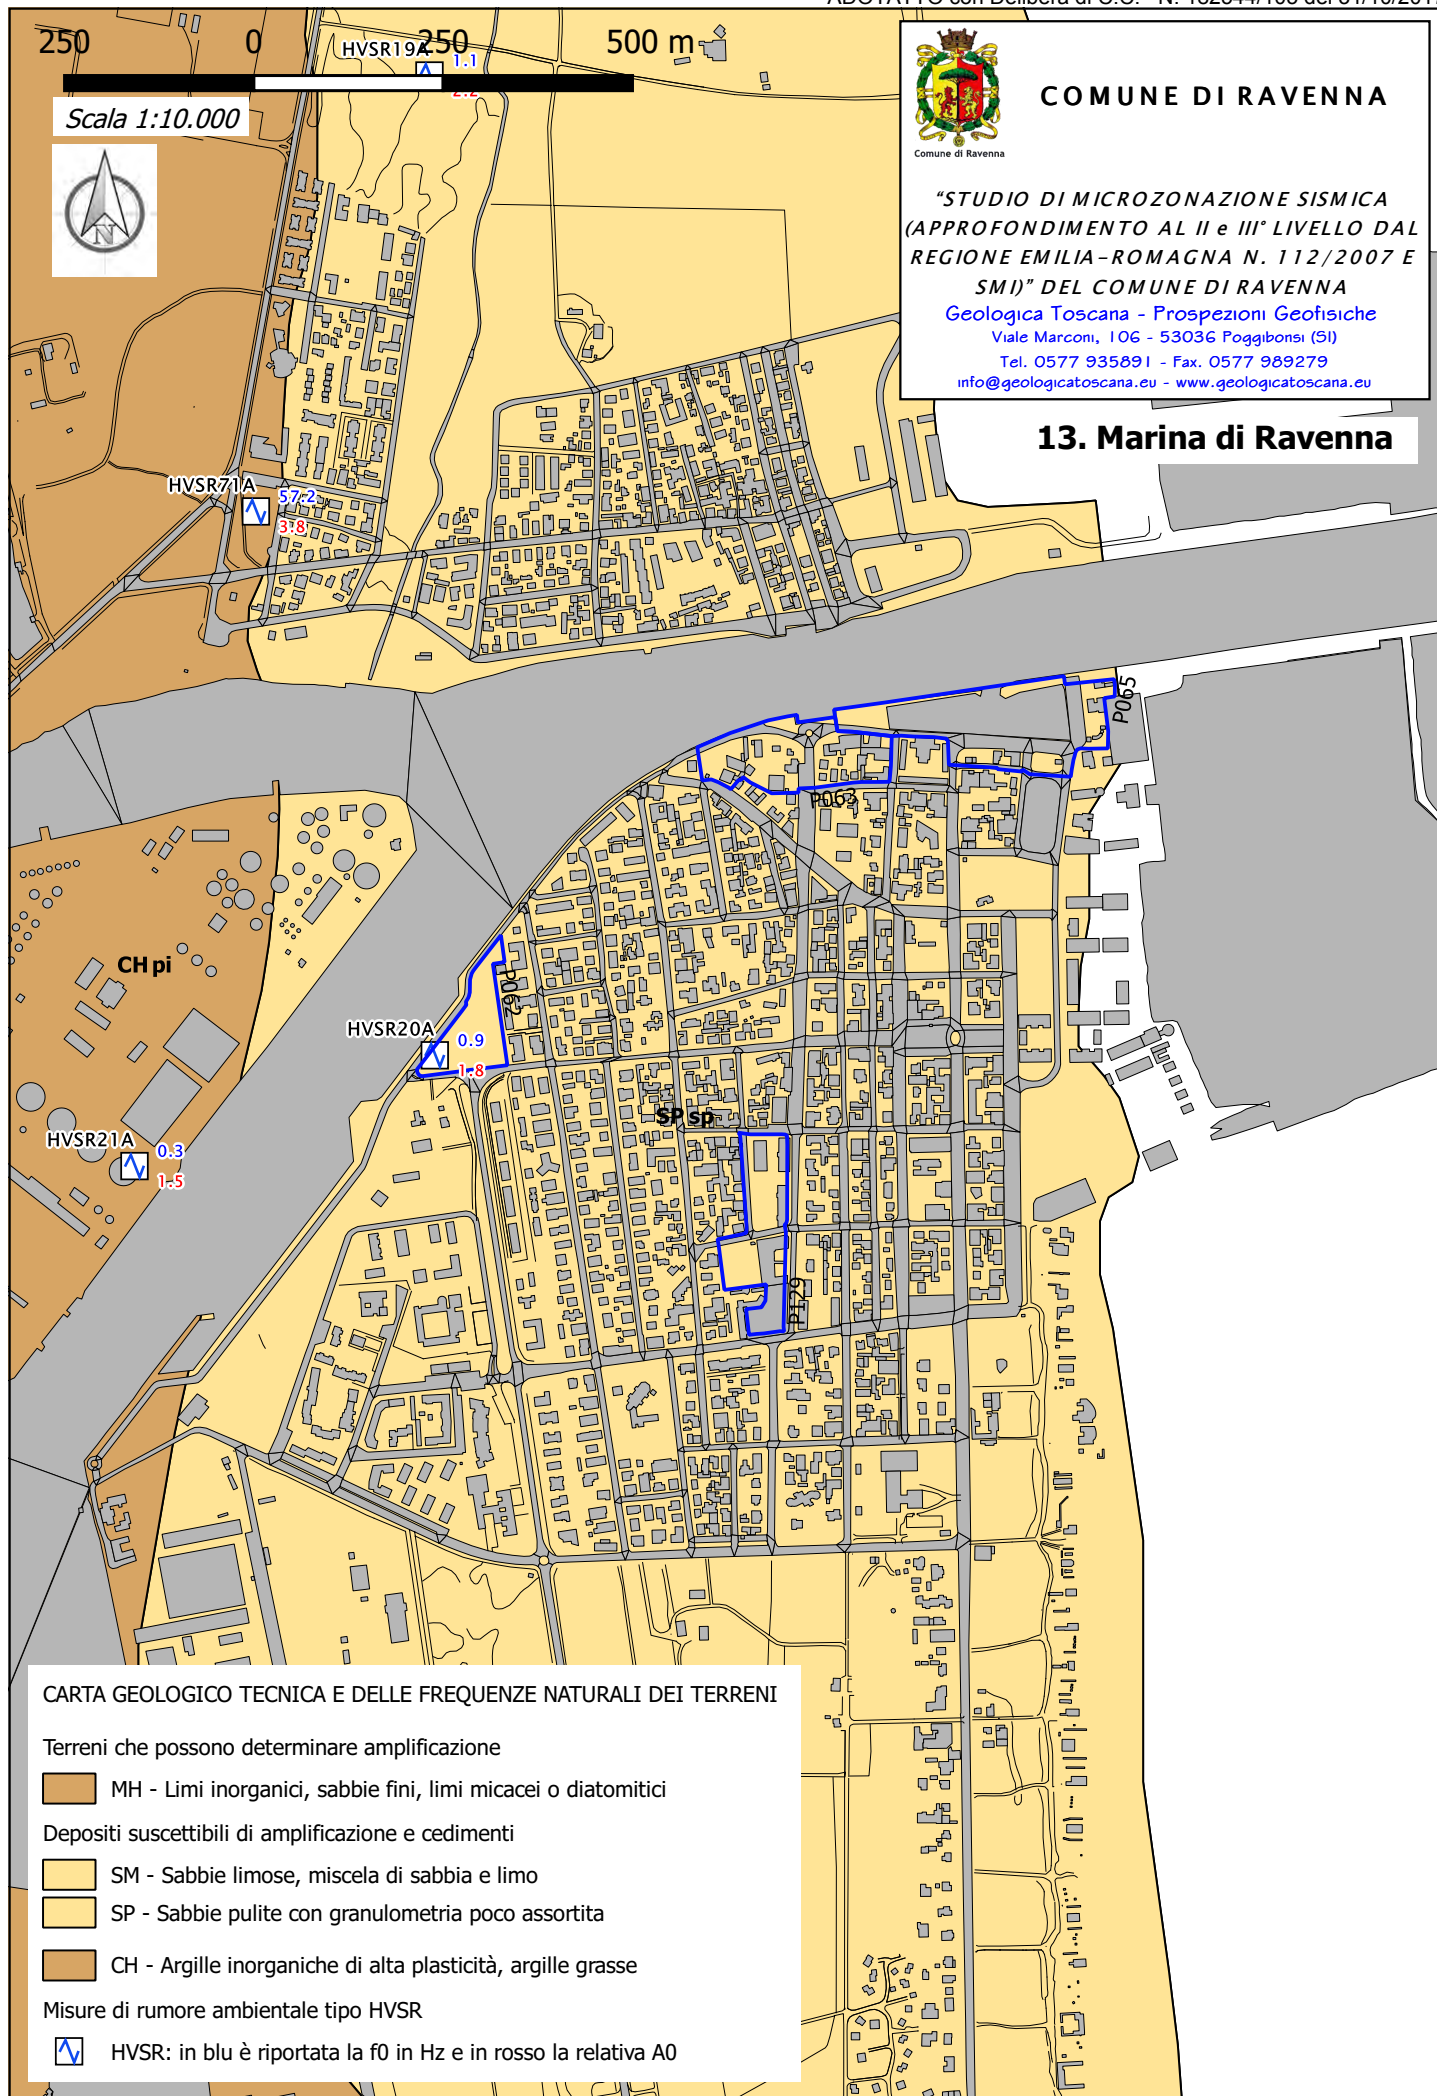 250 0 250 500 m
HVSR19A 1.1
2.2
Scala 1:10.000
N
Comune di Ravenna
COMUNE DI RAVENNA
"STUDIO DI MICROZONAZIONE SISMICA
(APPROFONDIMENTO AL II e III° LIVELLO DAL
REGIONE EMILIA-ROMAGNA N. 112/2007 E
SMI)" DEL COMUNE DI RAVENNA
Geologica Toscana - Prospezioni Geofisiche
Viale Marconi, 106 - 53036 Poggibonsi (SI)
Tel. 0577 935891 - Fax. 0577 989279
info@geologicatoscana.eu - www.geologicatoscana.eu
13. Marina di Ravenna
HVSR71A 57.2
3.8
P065
P063
CH pi
P062
HVSR20A 0.9
1.8
SP sp
HVSR21A 0.3
1.5
P129
CARTA GEOLOGICO TECNICA E DELLE FREQUENZE NATURALI DEI TERRENI
Terreni che possono determinare amplificazione
MH - Limi inorganici, sabbie fini, limi micacei o diatomitici
Depositi suscettibili di amplificazione e cedimenti
SM - Sabbie limose, miscela di sabbia e limo
SP - Sabbie pulite con granulometria poco assortita
CH - Argille inorganiche di alta plasticità, argille grasse
Misure di rumore ambientale tipo HVSR
HVSR: in blu è riportata la f0 in Hz e in rosso la relativa A0